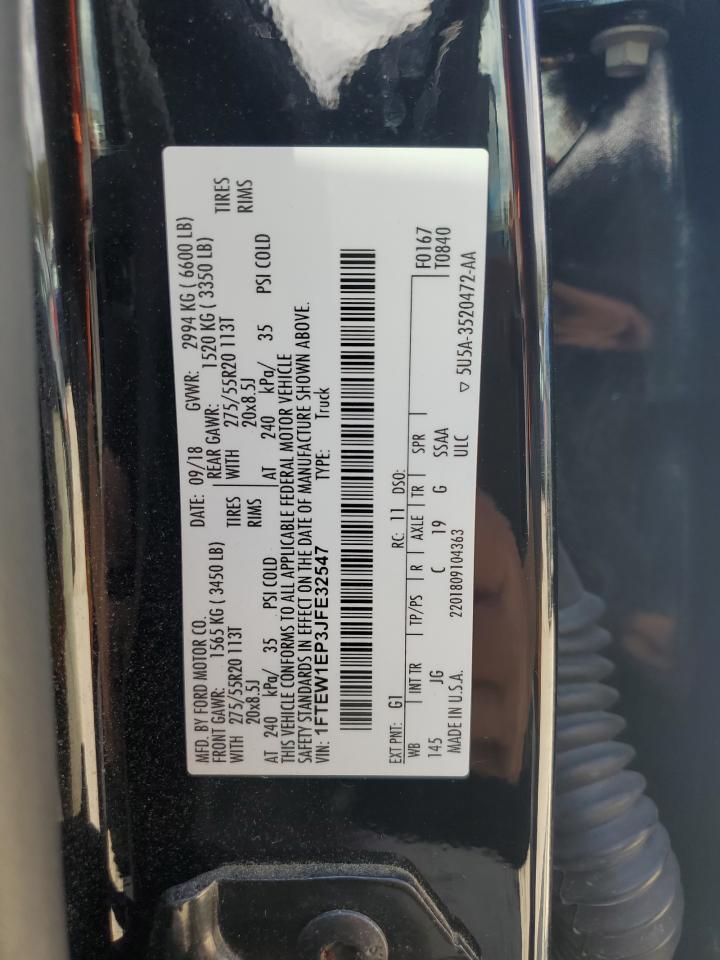 MFD. BY FORD MOTOR CO.
DATE: 09/18 GVWR: 2994 KG ( 6600 LB)
FRONT GAWR: 1565 KG ( 3450 LB) REAR GAWR: 1520 KG ( 3350 LB)
WITH 275/55R20 113T TIRES WITH 275/55R20 113T TIRES
20x8.5J RIMS 20x8.5J RIMS
AT 240 kPa/ 35 PSI COLD AT 240 kPa/ 35 PSI COLD
THIS VEHICLE CONFORMS TO ALL APPLICABLE FEDERAL MOTOR VEHICLE
SAFETY STANDARDS IN EFFECT ON THE DATE OF MANUFACTURE SHOWN ABOVE.
VIN: 1FTEW1EP3JFE32547 TYPE: Truck
EXT PNT: G1 RC: 11 DSO: F0167
WB INT TR TP/PS R AXLE TR SPR T0840
145 JG C 19 G SSAA
MADE IN U.S.A. 2201809104363 ULC ▽ 5U5A-3520472-AA